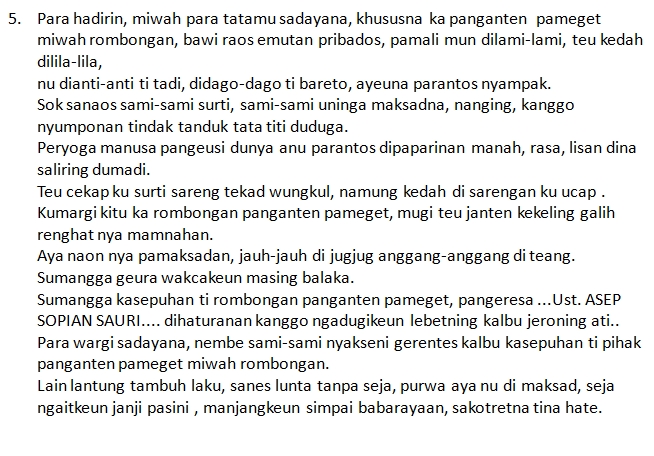 5. Para hadirin, miwah para tatamu sadayana, khususna ka panganten pameget
miwah rombongan, bawi raos emutan pribados, pamali mun dilami-lami, teu kedah
dilila-lila,
nu dianti-anti ti tadi, didago-dago ti bareto, ayeuna parantos nyampak.
Sok sanaos sami-sami surti, sami-sami uninga maksadna, nanging, kanggo
nyumponan tindak tanduk tata titi duduga.
Peryoga manusa pangeusi dunya anu parantos dipaparinan manah, rasa, lisan dina
saliring dumadi.
Teu cekap ku surti sareng tekad wungkul, namung kedah di sarengan ku ucap .
Kumargi kitu ka rombongan panganten pameget, mugi teu janten kekeling galih
renghat nya mamnahan.
Aya naon nya pamaksadan, jauh-jauh di jugjug anggang-anggang di teang.
Sumangga geura wakcakeun masing balaka.
Sumangga kasepuhan ti rombongan panganten pameget, pangeresa ...Ust. ASEP
SOPIAN SAURI.... dihaturanan kanggo ngadugikeun lebetning kalbu jeroning ati..
Para wargi sadayana, nembe sami-sami nyakseni gerentes kalbu kasepuhan ti pihak
panganten pameget miwah rombongan.
Lain lantung tambuh laku, sanes lunta tanpa seja, purwa aya nu di maksad, seja
ngaitkeun janji pasini , manjangkeun simpai babarayaan, sakotretna tina hate.